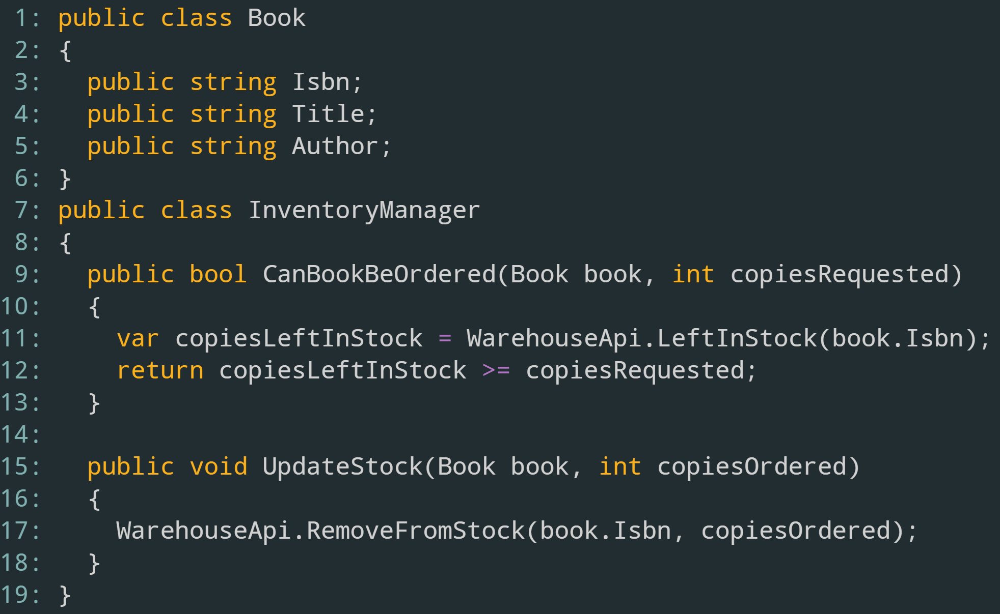 1: public class Book
2: {
3:   public string Isbn;
4:   public string Title;
5:   public string Author;
6: }
7: public class InventoryManager
8: {
9:   public bool CanBookBeOrdered(Book book, int copiesRequested)
10:   {
11:     var copiesLeftInStock = WarehouseApi.LeftInStock(book.Isbn);
12:     return copiesLeftInStock >= copiesRequested;
13:   }
14:
15:   public void UpdateStock(Book book, int copiesOrdered)
16:   {
17:     WarehouseApi.RemoveFromStock(book.Isbn, copiesOrdered);
18:   }
19: }